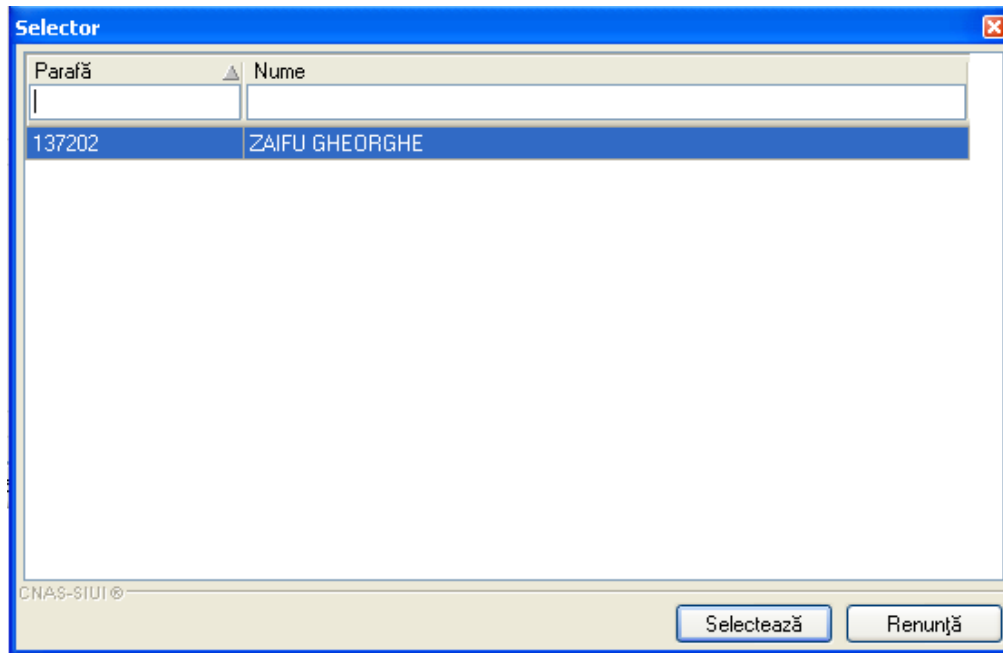 Selector
Parafă Nume
137202 ZAIFU GHEORGHE
CNAS-SIUI®
Selectează Renunţă